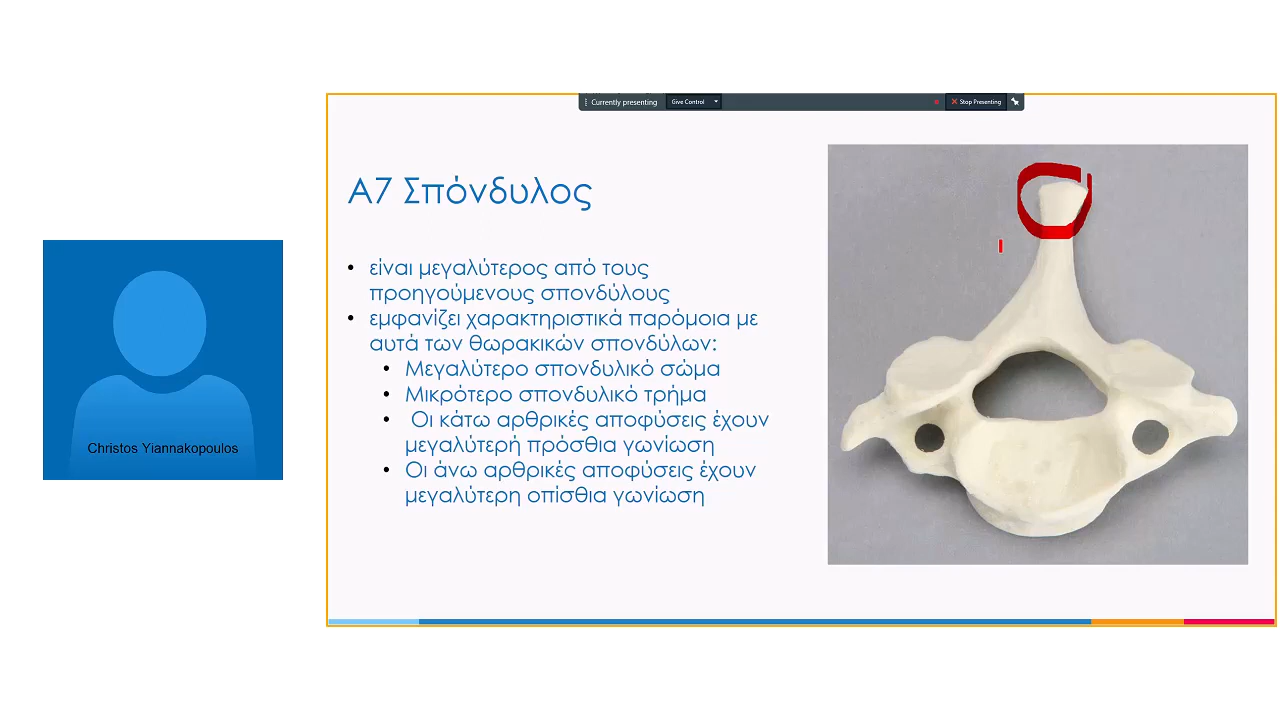 Currently presenting
Give Control
Stop Presenting
Α7 Σπόνδυλος
• είναι μεγαλύτερος από τους
προηγούμενους σπονδύλους
• εμφανίζει χαρακτηριστικά παρόμοια με
αυτά των θωρακικών σπονδύλων:
• Μεγαλύτερο σπονδυλικό σώμα
• Μικρότερο σπονδυλικό τρήμα
• Οι κάτω αρθρικές αποφύσεις έχουν
μεγαλύτερή πρόσθια γωνίωση
• Οι άνω αρθρικές αποφύσεις έχουν
μεγαλύτερη οπίσθια γωνίωση
Christos Yiannakopoulos